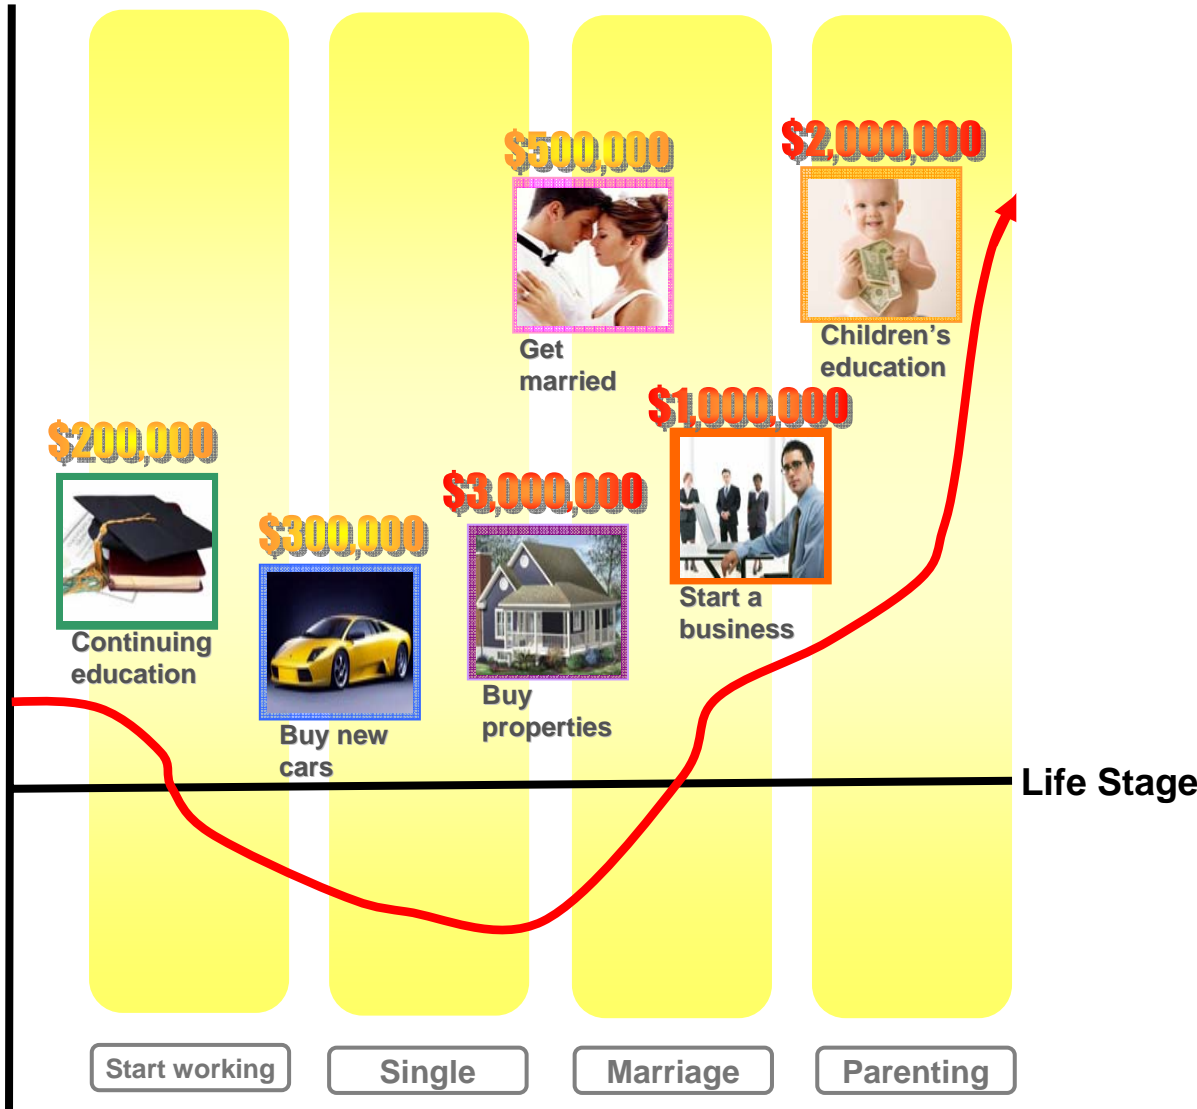 $500,000
$2,000,000
Get
married
Children's
education
$200,000
$1,000,000
$300,000
$3,000,000
Continuing
education
Start a
business
Buy new
cars
Buy
properties
Life Stage
Start working
Single
Marriage
Parenting